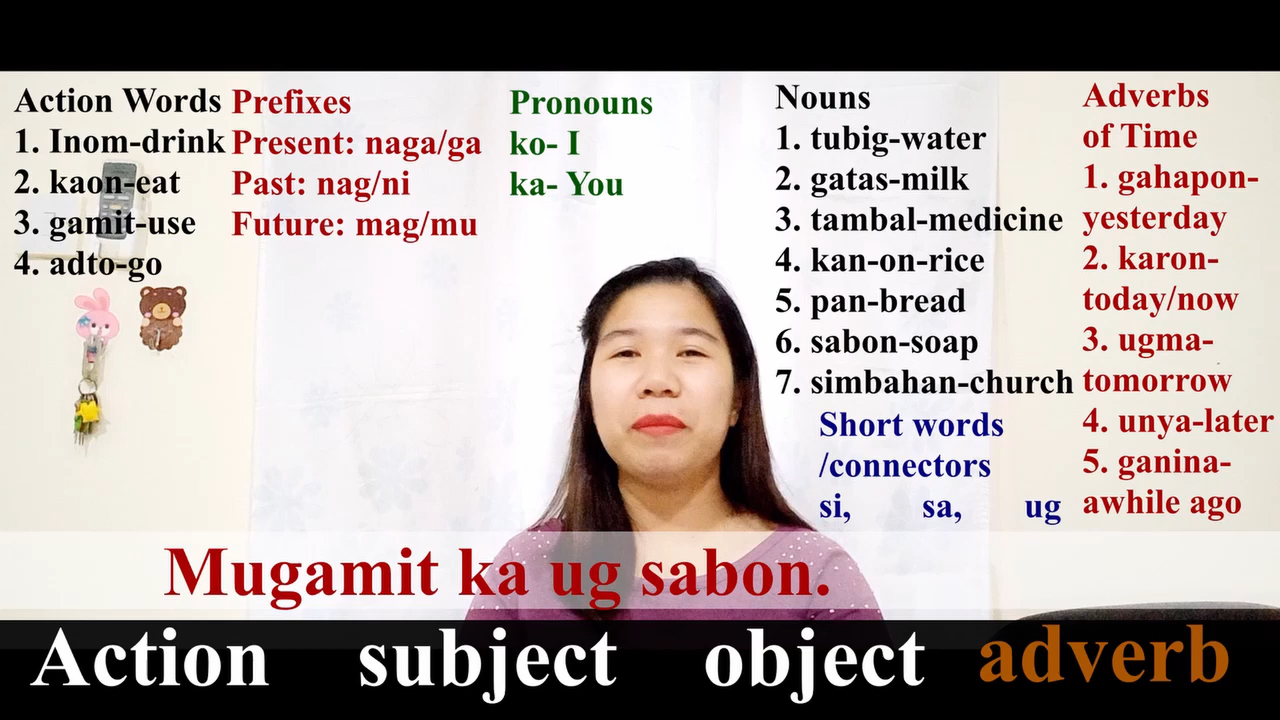 Action Words
1. Inom-drink
2. kaon-eat
3. gamit-use
4. adto-go
Prefixes
Present: naga/ga
Past: nag/ni
Future: mag/mu
Pronouns
ko- I
ka- You
Nouns
1. tubig-water
2. gatas-milk
3. tambal-medicine
4. kan-on-rice
5. pan-bread
6. sabon-soap
7. simbahan-church
Short words
/connectors
si, sa, ug
Adverbs
of Time
1. gahapon-
yesterday
2. karon-
today/now
3. ugma-
tomorrow
4. unya-later
5. ganina-
awhile ago
Mugamit ka ug sabon.
Action subject object adverb